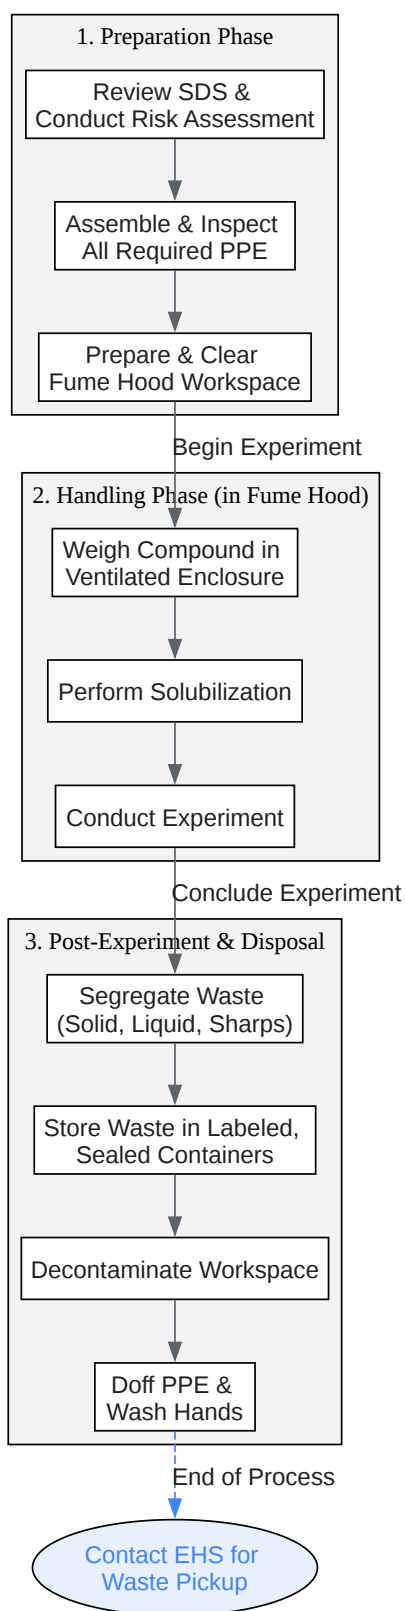 1. Preparation Phase
Review SDS &
Conduct Risk Assessment
Assemble & Inspect
All Required PPE
Prepare & Clear
Fume Hood Workspace
Begin Experiment
2. Handling Phase (in Fume Hood)
Weigh Compound in
Ventilated Enclosure
Perform Solubilization
Conduct Experiment
Conclude Experiment
3. Post-Experiment & Disposal
Segregate Waste
(Solid, Liquid, Sharps)
Store Waste in Labeled,
Sealed Containers
Decontaminate Workspace
Doff PPE &
Wash Hands
End of Process
Contact EHS for
Waste Pickup